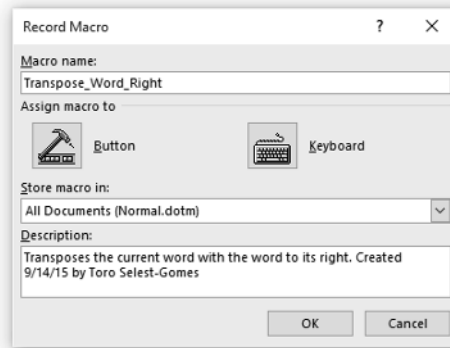 Record Macro ? ×
Macro name:
Transpose_Word_Right
Assign macro to
Button Keyboard
Store macro in:
All Documents (Normal.dotm)
Description:
Transposes the current word with the word to its right. Created
9/14/15 by Toro Selest-Gomes
OK Cancel